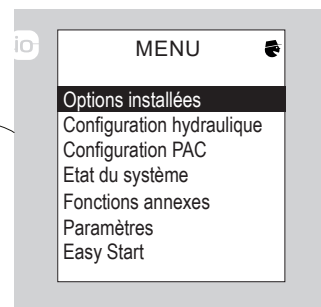 io
MENU
Options installées
Configuration hydraulique
Configuration PAC
Etat du système
Fonctions annexes
Paramètres
Easy Start